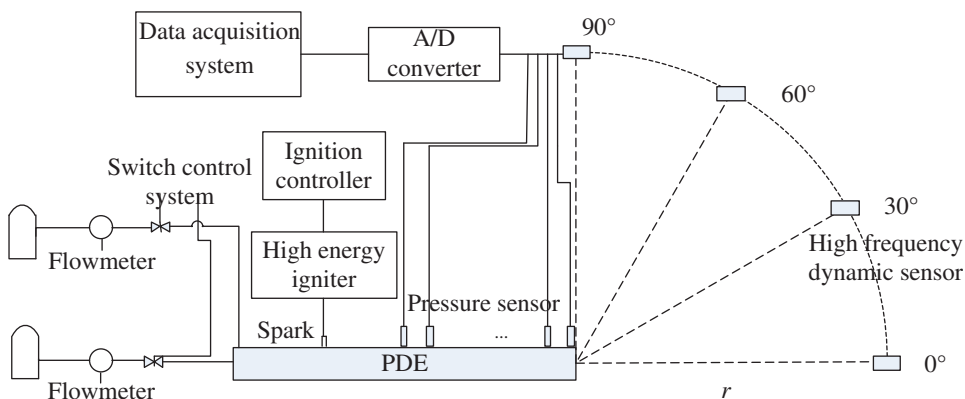 Data acquisition
system
A/D
converter
90°
60°
Ignition
controller
Switch control
system
30°
High frequency
dynamic sensor
High energy
igniter
Flowmeter
Pressure sensor
Spark
...
PDE
0°
Flowmeter
r